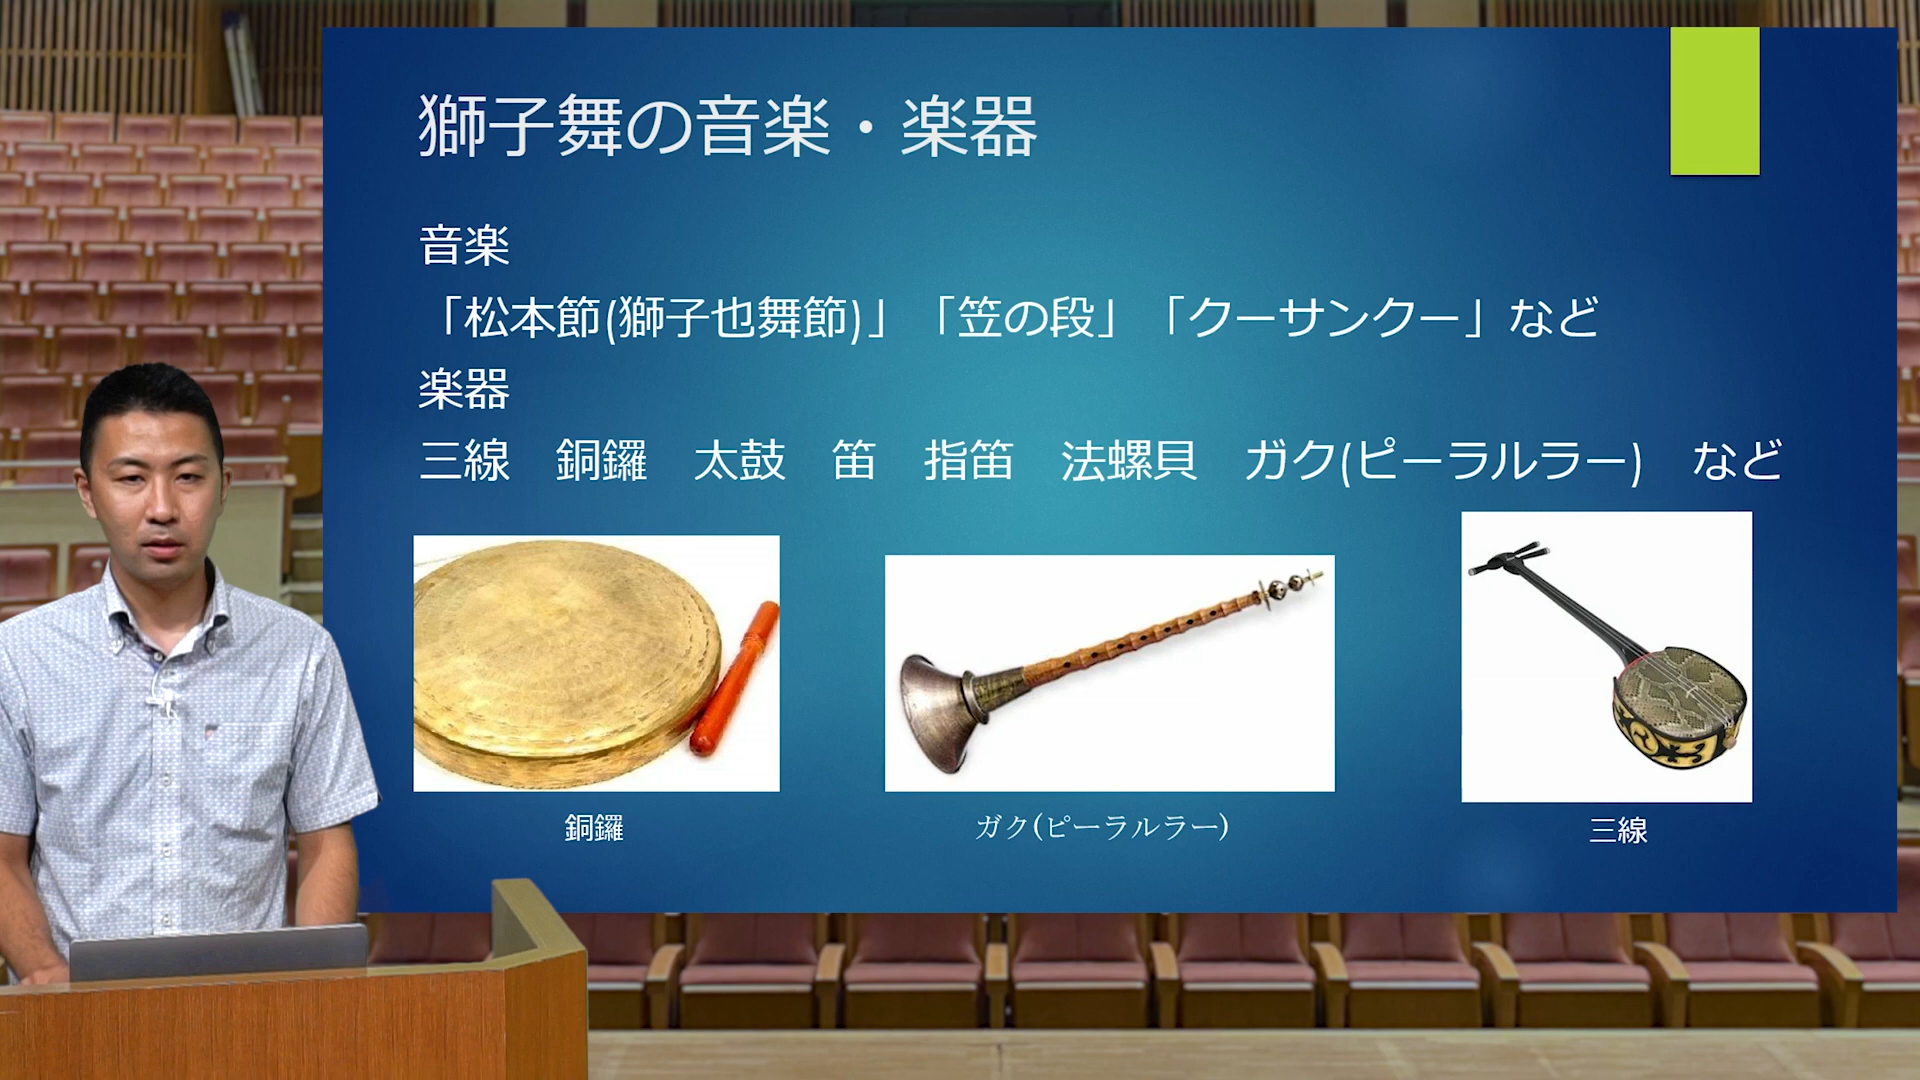 獅子舞の音楽・楽器
音楽
「松本節(獅子也舞節)」「笠の段」「クーサンクー」など
楽器
三線　銅鑼　太鼓　笛　指笛　法螺貝　ガク(ピーラルラー)　など
銅鑼
ガク(ピーラルラー)
三線